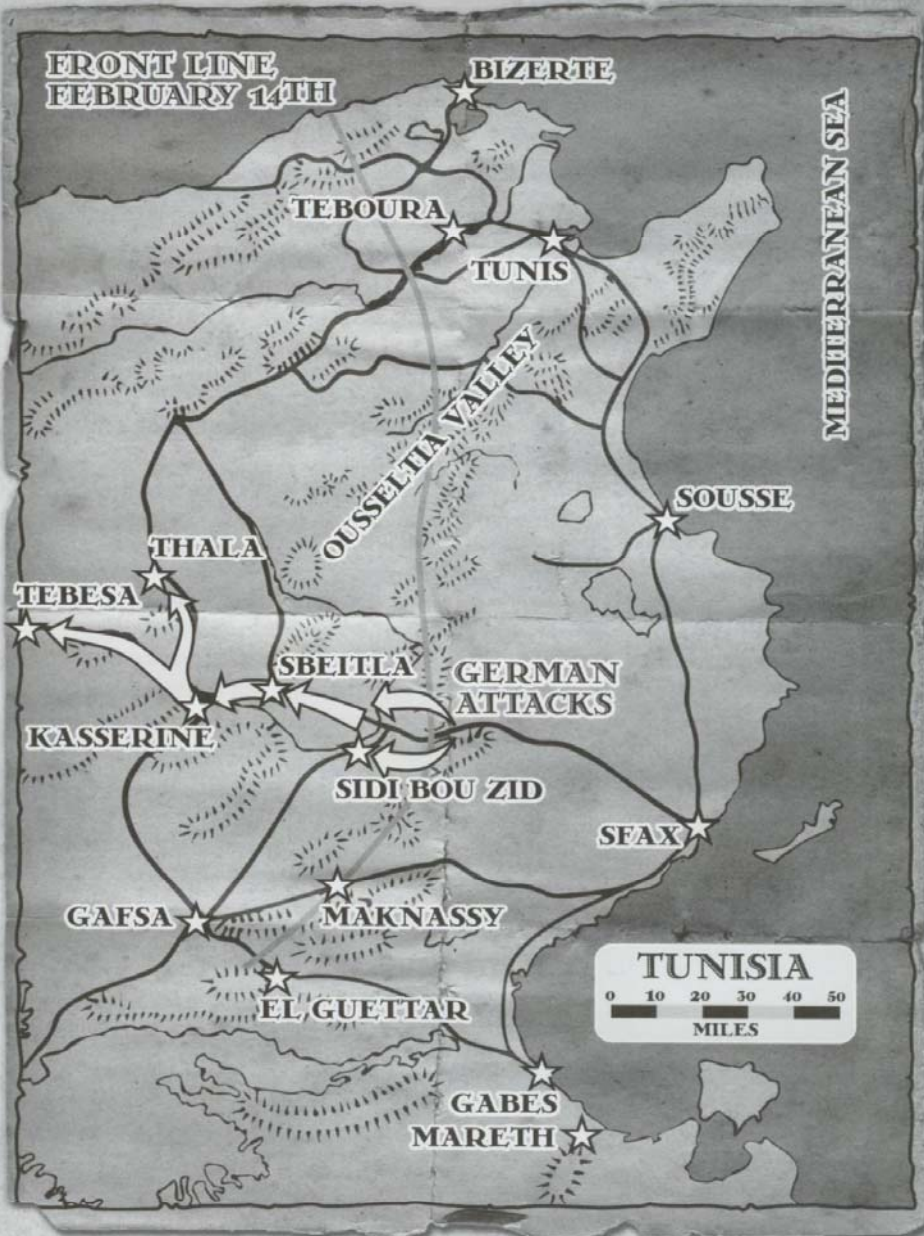 FRONT LINE
FEBRUARY 14TH
BIZERTE
MEDITERRANEAN SEA
TEBOURA
TUNIS
OUSSELTIA VALLEY
SOUSSE
THALA
TEBESA
SBEITLA
GERMAN
ATTACKS
KASSERINE
SIDI BOU ZID
SFAX
GAFSA
MAKNASSY
TUNISIA
0 10 20 30 40 50
MILES
EL GUETTAR
GABES
MARETH